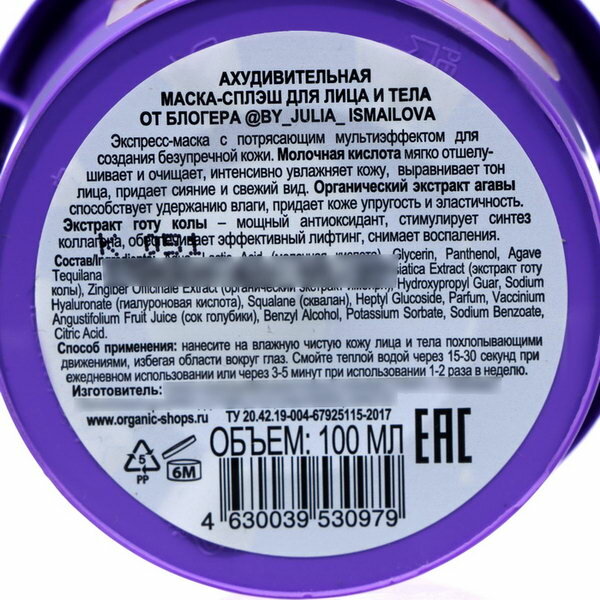 АХУДИВИТЕЛЬНАЯ
МАСКА-СПЛЭШ ДЛЯ ЛИЦА И ТЕЛА
ОТ БЛОГЕРА @BY_JULIA_ ISMAILOVA
Экспресс-маска с потрясающим мультиэффектом для
создания безупречной кожи. Молочная кислота мягко отшелу-
шивает и очищает, интенсивно увлажняет кожу, выравнивает тон
лица, придает сияние и свежий вид. Органический экстракт агавы
способствует удержанию влаги, придает коже упругость и эластичность.
Экстракт готу колы – мощный антиоксидант, стимулирует синтез
коллагена, обеспечивает эффективный лифтинг, снимает воспаления.
Glycerin, Panthenol, Agave
Tequilana Extract (экстракт готу
колы), Zingiber Officinale Extract Hydroxypropyl Guar, Sodium
Hyaluronate (гиалуроновая кислота), Squalane (сквалан), Heptyl Glucoside, Parfum, Vaccinium
Angustifolium Fruit Juice (сок голубики), Benzyl Alcohol, Potassium Sorbate, Sodium Benzoate,
Citric Acid.
Способ применения: нанесите на влажную чистую кожу лица и тела похлопывающими
движениями, избегая области вокруг глаз. Смойте теплой водой через 15-30 секунд при
ежедневном использовании или через 3-5 минут при использовании 1-2 раза в неделю.
Изготовитель:
www.organic-shops.ru ТУ 20.42.19-004-67925115-2017
ОБЪЕМ: 100 МЛ
EAC
5
PP
6M
4 630039 530979